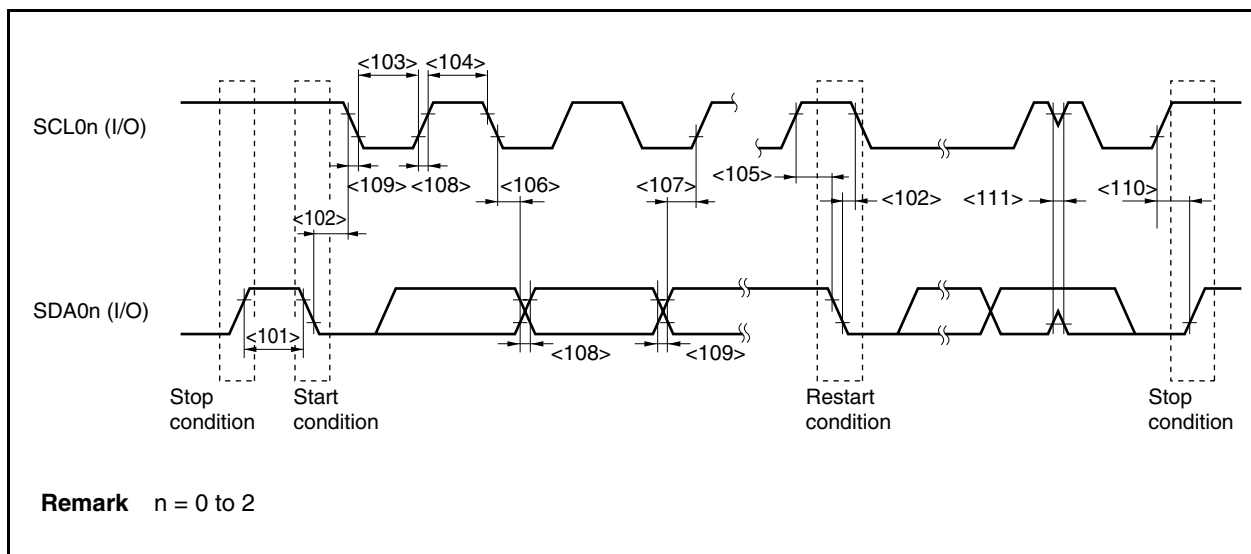 <103> <104>
SCL0n (I/O)
<109> <108> <106> <107> <105> <102> <111> <110>
<102>
SDA0n (I/O)
<101> <108> <109>
Stop condition
Start condition
Restart condition
Stop condition
Remark n = 0 to 2